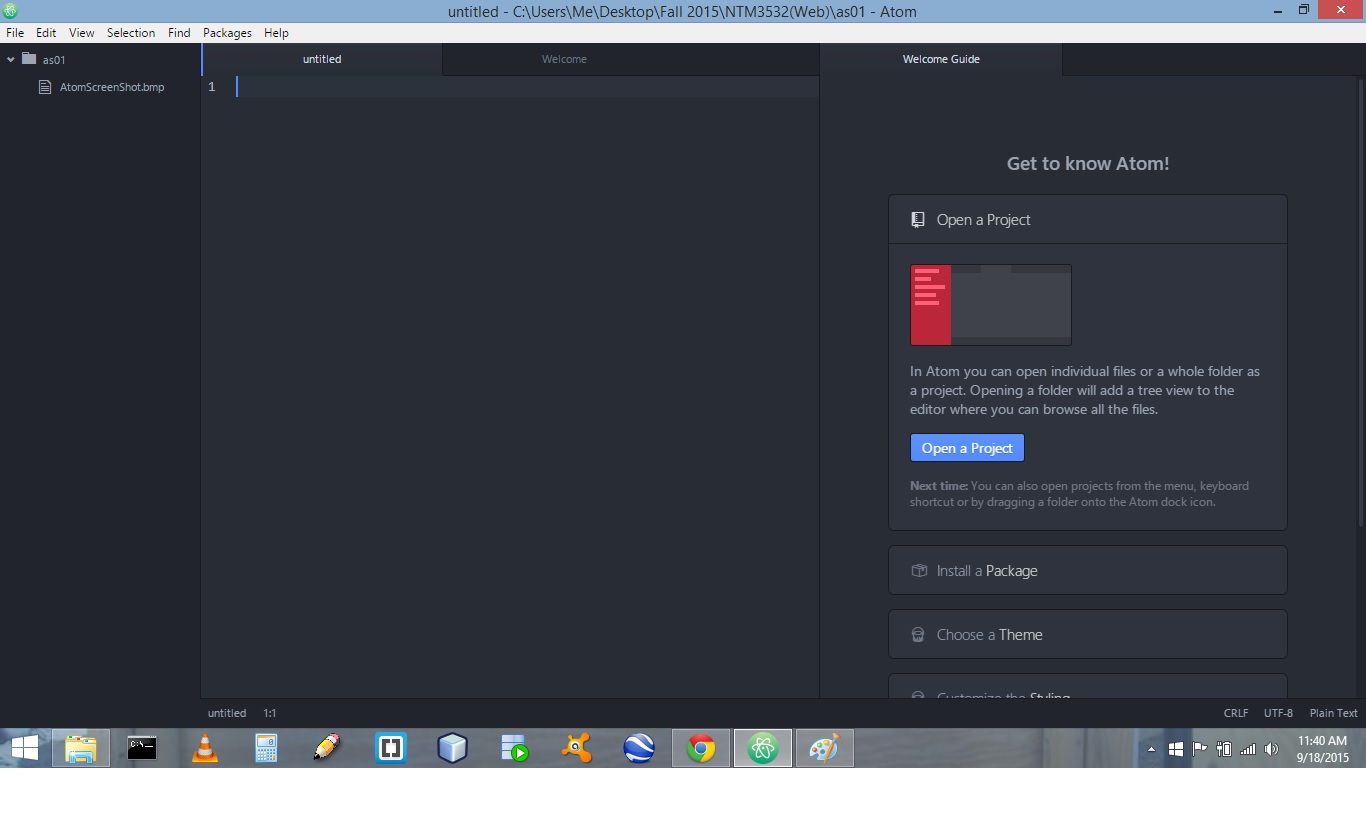 untitled - C:\Users\Me\Desktop\Fall 2015\NTM3532(Web)\as01 - Atom
File Edit View Selection Find Packages Help
as01
AtomScreenShot.bmp
untitled
Welcome
Welcome Guide
1
Get to know Atom!
Open a Project
In Atom you can open individual files or a whole folder as
a project. Opening a folder will add a tree view to the
editor where you can browse all the files.
Open a Project
Next time: You can also open projects from the menu, keyboard
shortcut or by dragging a folder onto the Atom dock icon.
Install a Package
Choose a Theme
Customize the Styling
untitled 1:1
CRLF UTF-8 Plain Text
C:\_
11:40 AM
9/18/2015